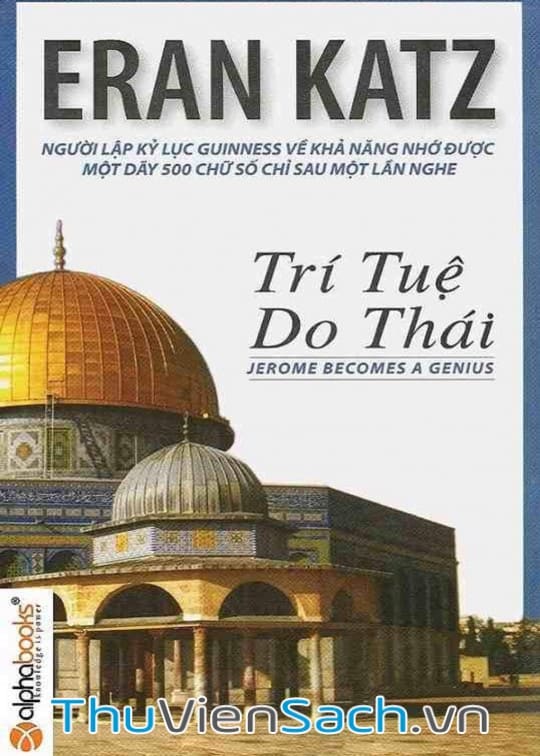 ERAN KATZ
NGƯỜI LẬP KỶ LỤC GUINNESS VỀ KHẢ NĂNG NHỚ ĐƯỢC
MỘT DÃY 500 CHỮ SỐ CHỈ SAU MỘT LẦN NGHE
Trí Tuệ
Do Thái
JEROME BECOMES A GENIUS
alphabooks®
knowledge is power
ThuVienSach.vn